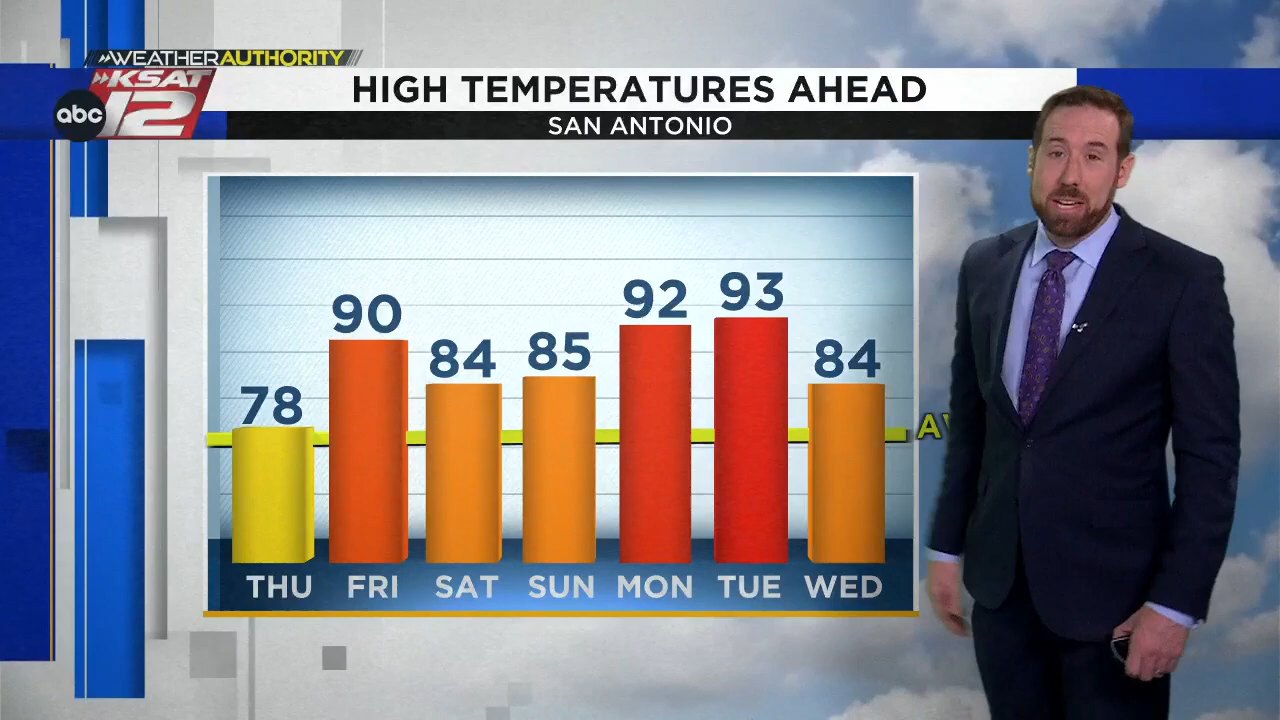 WEATHERAUTHORITY
KSAT
abc 12
HIGH TEMPERATURES AHEAD
SAN ANTONIO
78 90 84 85 92 93 84
THU FRI SAT SUN MON TUE WED